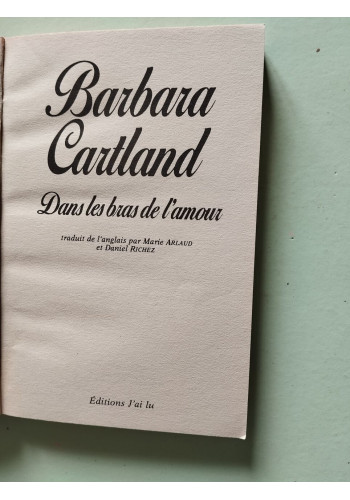 Barbara
Cartland
Dans les bras de l'amour
traduit de l'anglais par Marie ARLAUD
et Daniel RICHEZ
Éditions J'ai lu